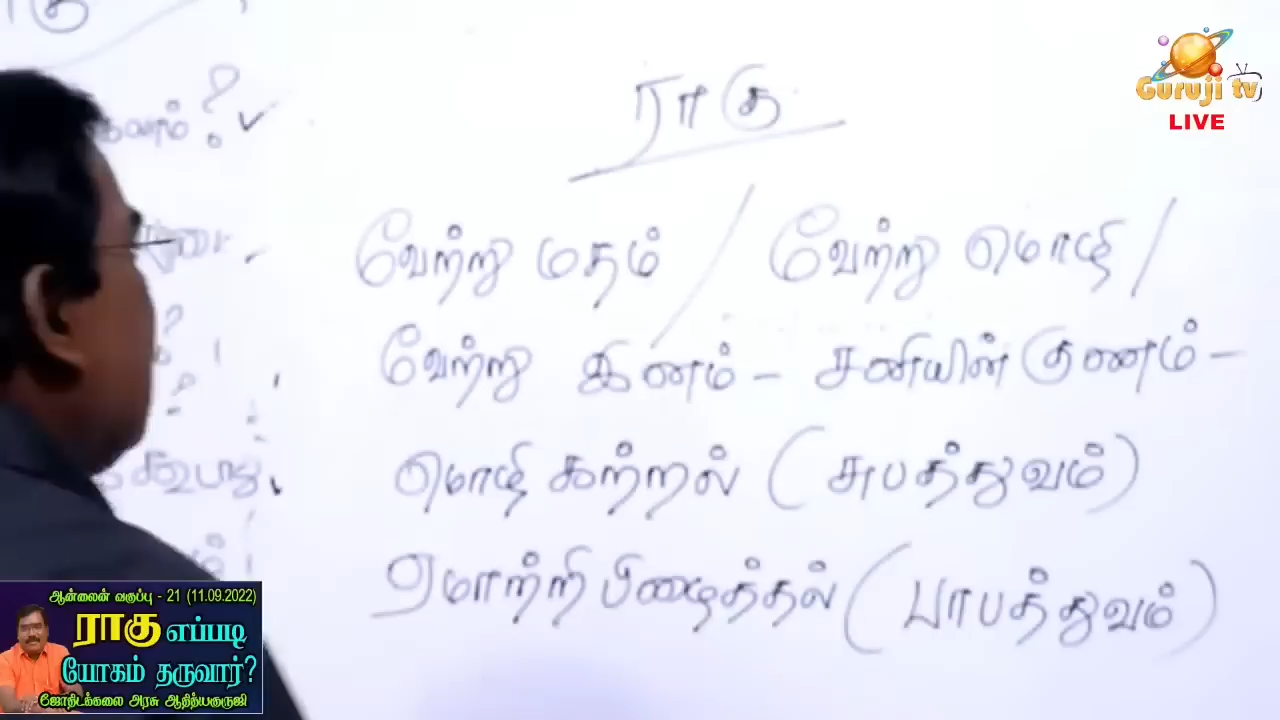 Guruji tv
LIVE
ராகு
வேற்று மதம் / வேற்று மொழி /
வேற்று இனம் - சனியின் குணம் -
மொழி கற்றல் (சுபத்துவம்)
ஏமாற்றி பிழைத்தல் (பாபத்துவம்)
ஆன்லைன் வகுப்பு - 21 (11.09.2022)
ராகு எப்படி
யோகம் தருவார்?
ஜோதிடக்கலை அரசு ஆதித்யகுருஜி